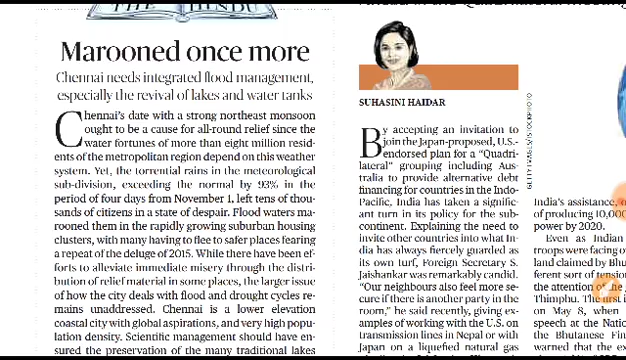 THE HINDU
Marooned once more
Chennai needs integrated flood management,
especially the revival of lakes and water tanks
Chennai's date with a strong northeast monsoon
ought to be a cause for all-round relief since the
water fortunes of more than eight million resid-
ents of the metropolitan region depend on this weather
system. Yet, the torrential rains in the meteorological
sub-division, exceeding the normal by 93% in the
period of four days from November 1, left tens of thou-
sands of citizens in a state of despair. Flood waters ma-
rooned them in the rapidly growing suburban housing
clusters, with many having to flee to safer places fearing
a repeat of the deluge of 2015. While there have been ef-
forts to alleviate immediate misery through the distri-
bution of relief material in some places, the larger issue
of how the city deals with flood and drought cycles re-
mains unaddressed. Chennai is a lower elevation
coastal city with global aspirations, and very high popu-
lation density. Scientific management should have en-
sured the preservation of the many traditional lakes
SUHASINI HAIDAR
By accepting an invitation to
join the Japan-proposed, U.S.-
endorsed plan for a "Quadri-
lateral" grouping including Aus-
tralia to provide alternative debt
financing for countries in the Indo-
Pacific, India has taken a signific-
ant turn in its policy for the sub-
continent. Explaining the need to
invite other countries into what In-
dia has always fiercely guarded as
its own turf, Foreign Secretary S.
Jaishankar was remarkably candid.
"Our neighbours also feel more se-
cure if there is another party in the
room," he said recently, giving ex-
amples of working with the U.S. on
transmission lines in Nepal or with
Japan on a liquefied natural gas
GETTY IMAGES/ISTOCKPHOTO
India's assistance,
of producing 10,000
power by 2020.
Even as Indian
troops were facing o
land claimed by Bhu
ferent sort of tension
the attention of the
Thimphu. The first i
on May 8, when
speech at the Natio
the Bhutanese Fin
warned that the ex